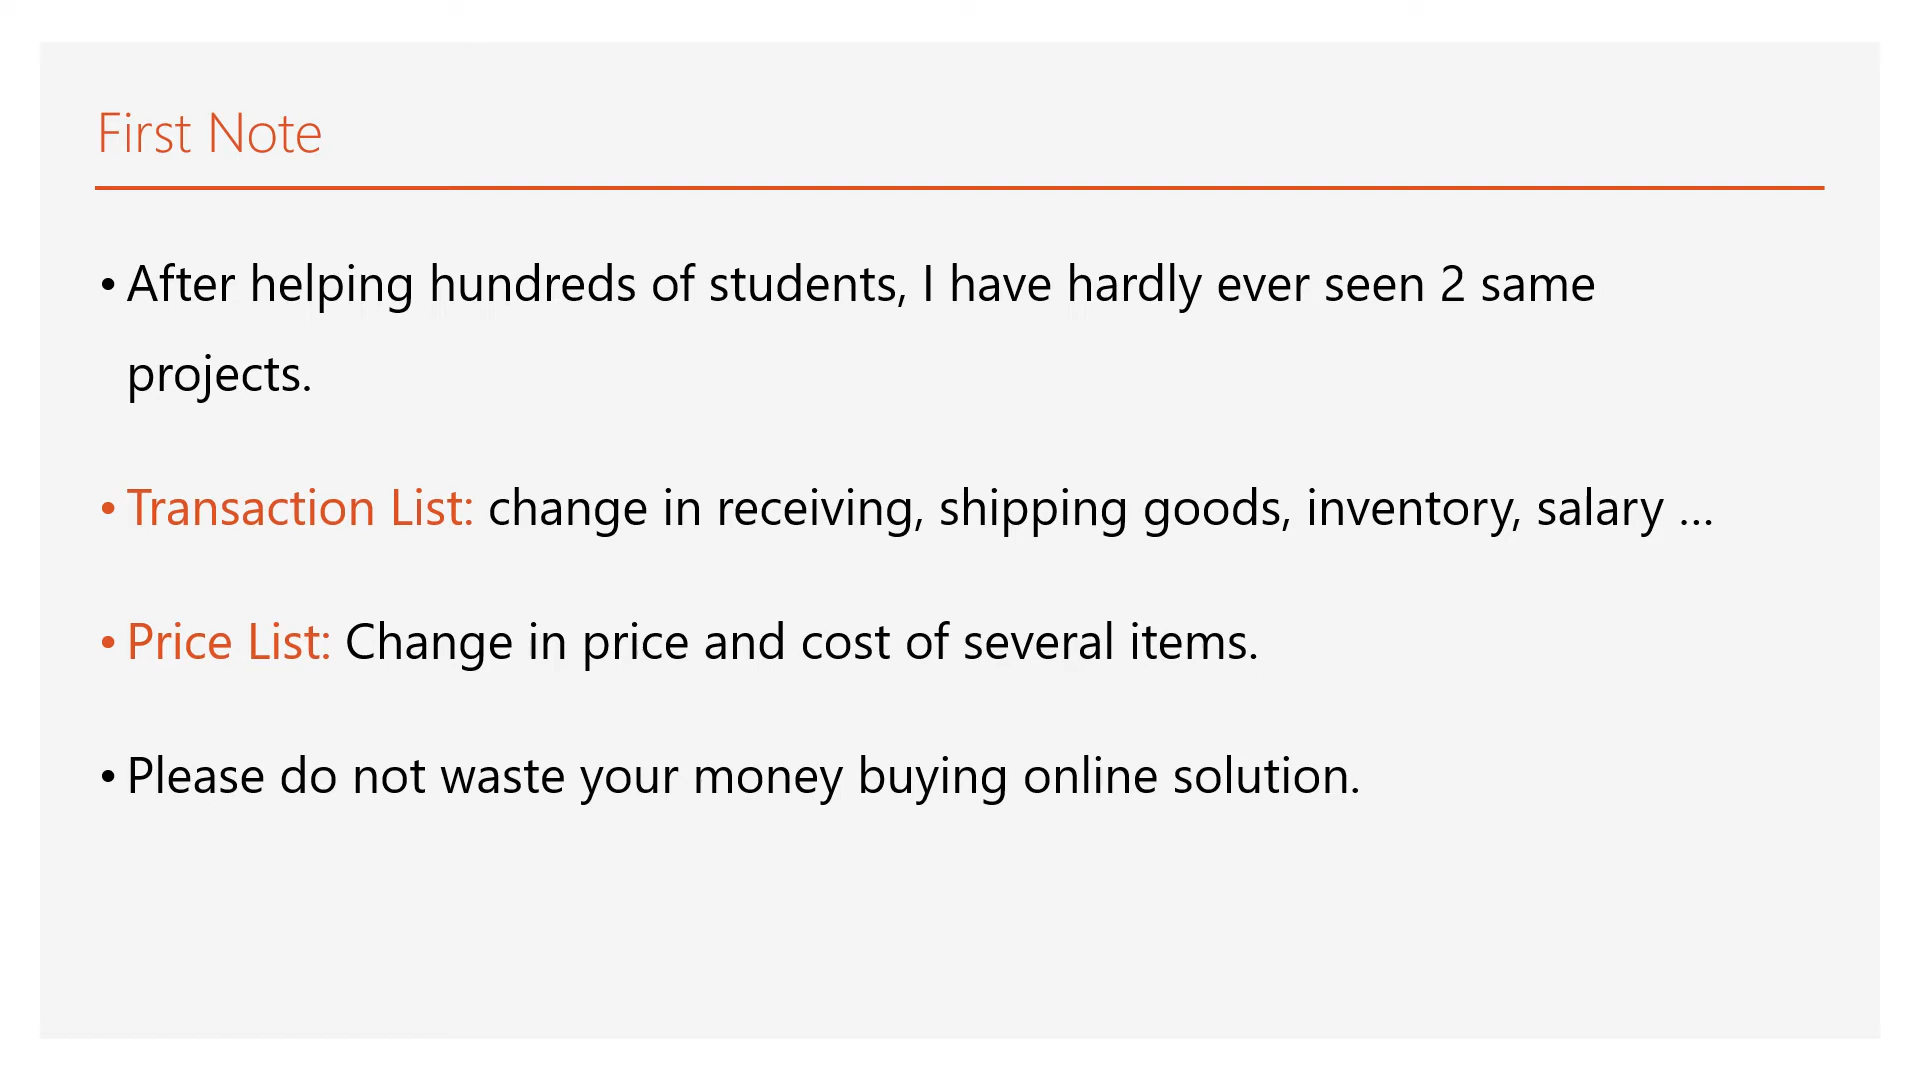 First Note
• After helping hundreds of students, I have hardly ever seen 2 same
projects.
• Transaction List: change in receiving, shipping goods, inventory, salary ...
• Price List: Change in price and cost of several items.
• Please do not waste your money buying online solution.